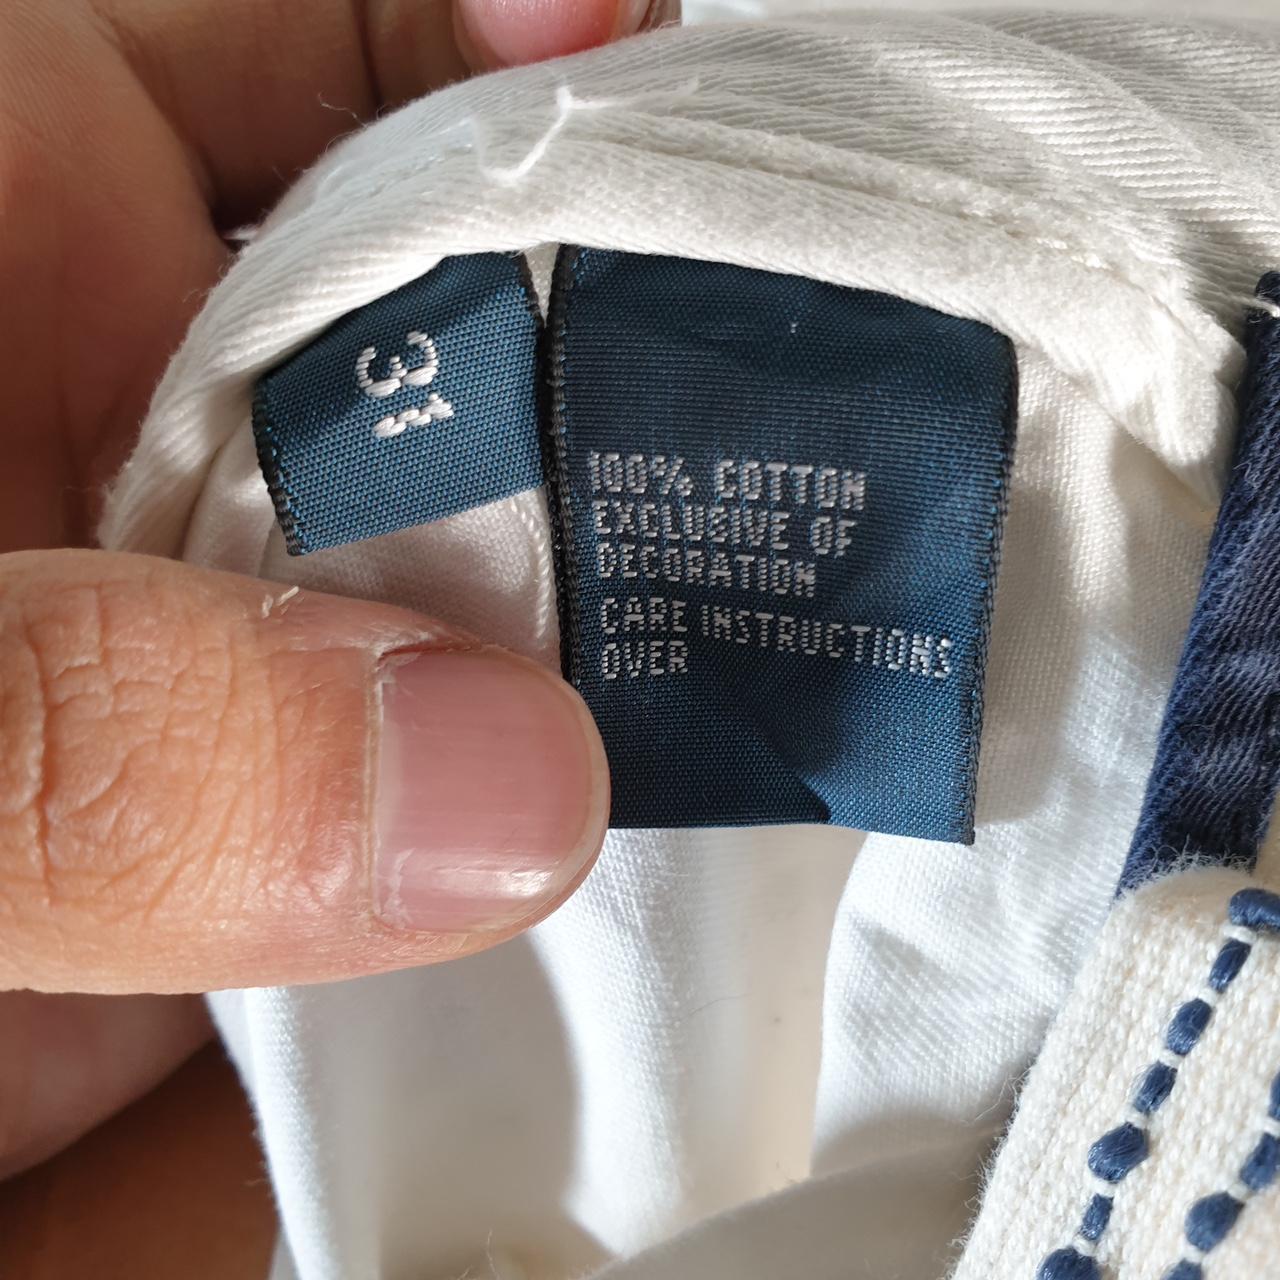 31
100% COTTON
EXCLUSIVE OF
DECORATION
CARE INSTRUCTIONS
OVER